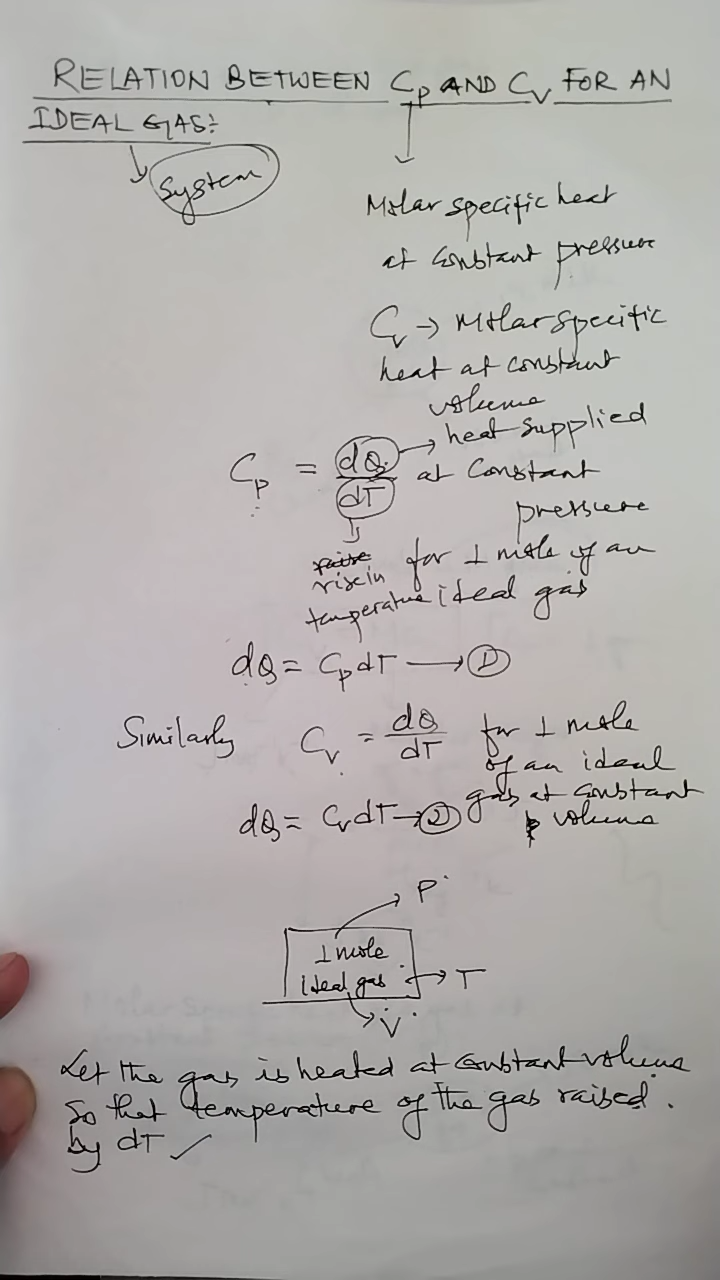 RELATION BETWEEN Cp AND Cv FOR AN
IDEAL GAS:
System
Molar specific heat
at constant pressure
Cv → Molar specific
heat at constant
volume
heat supplied
Cp = dQ/dT at constant
pressure
raise
rise in
temperature
for 1 mole of an
ideal gas
dQ = CpdT → ①
Similarly Cv = dQ/dT for 1 mole
of an ideal
gas at constant
volume
dQ = CvdT → ②
P
1 mole
ideal gas → T
V
Let the gas is heated at constant volume
So that temperature of the gas raised.
by dT ✓